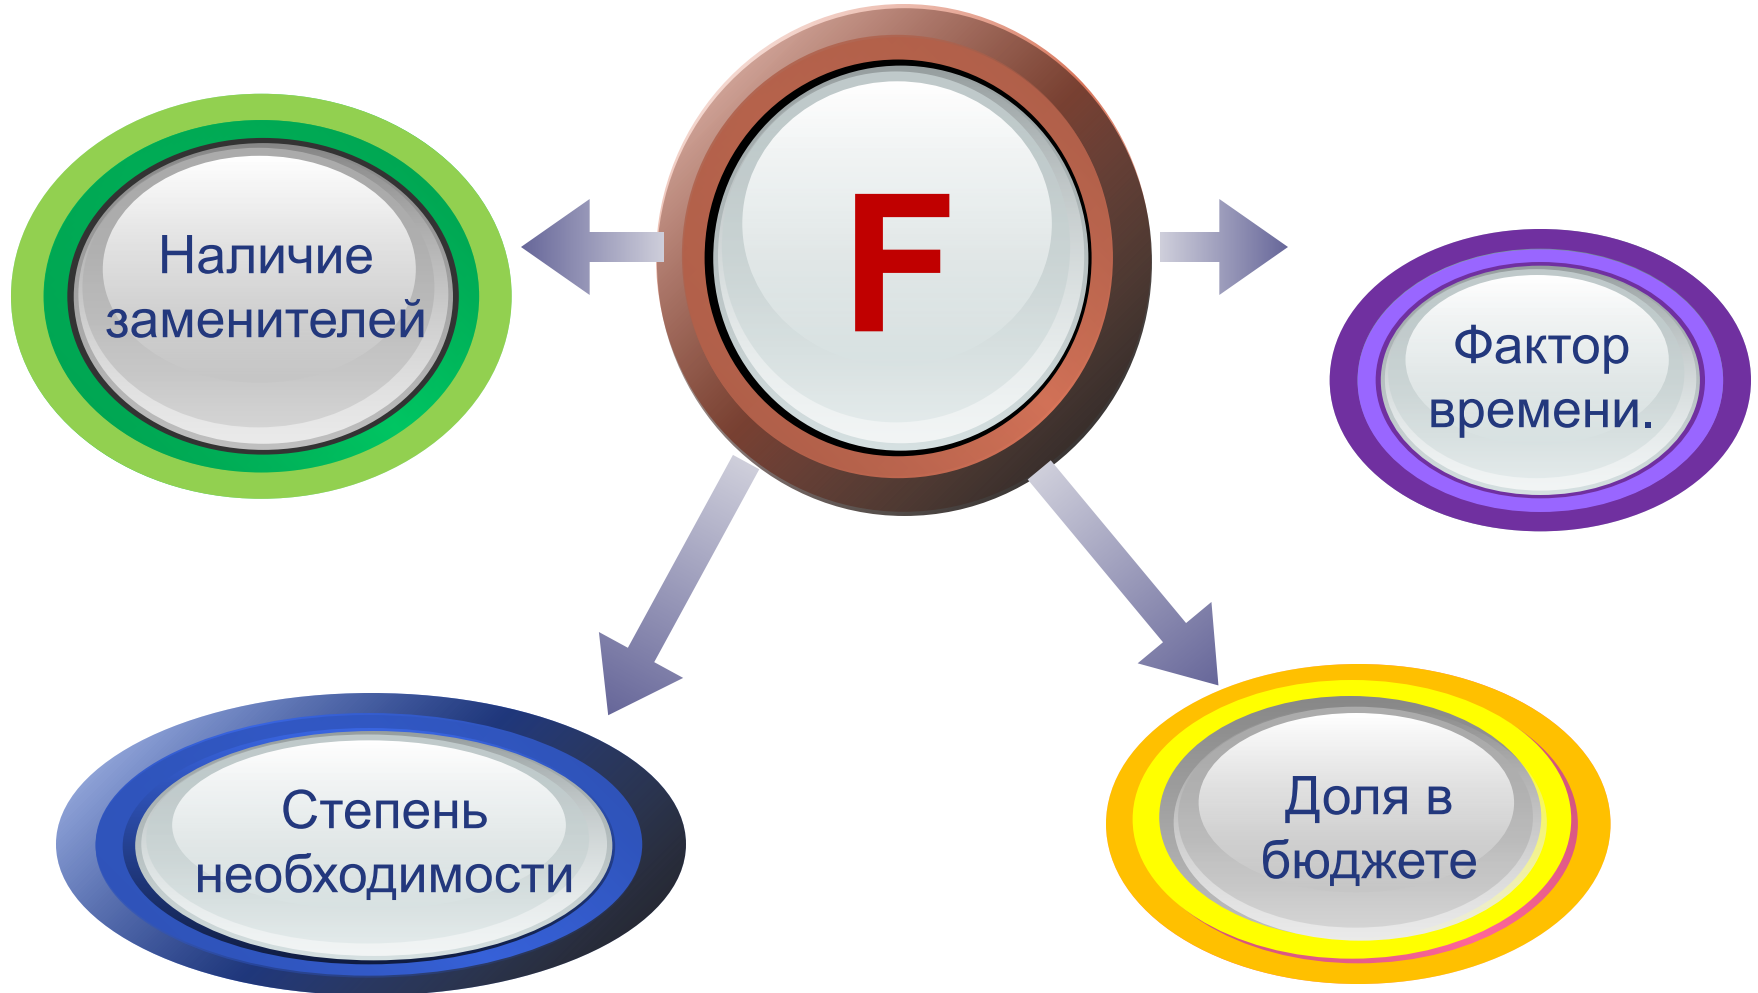 F
Наличие
заменителей
Фактор
времени.
Степень
необходимости
Доля в
бюджете